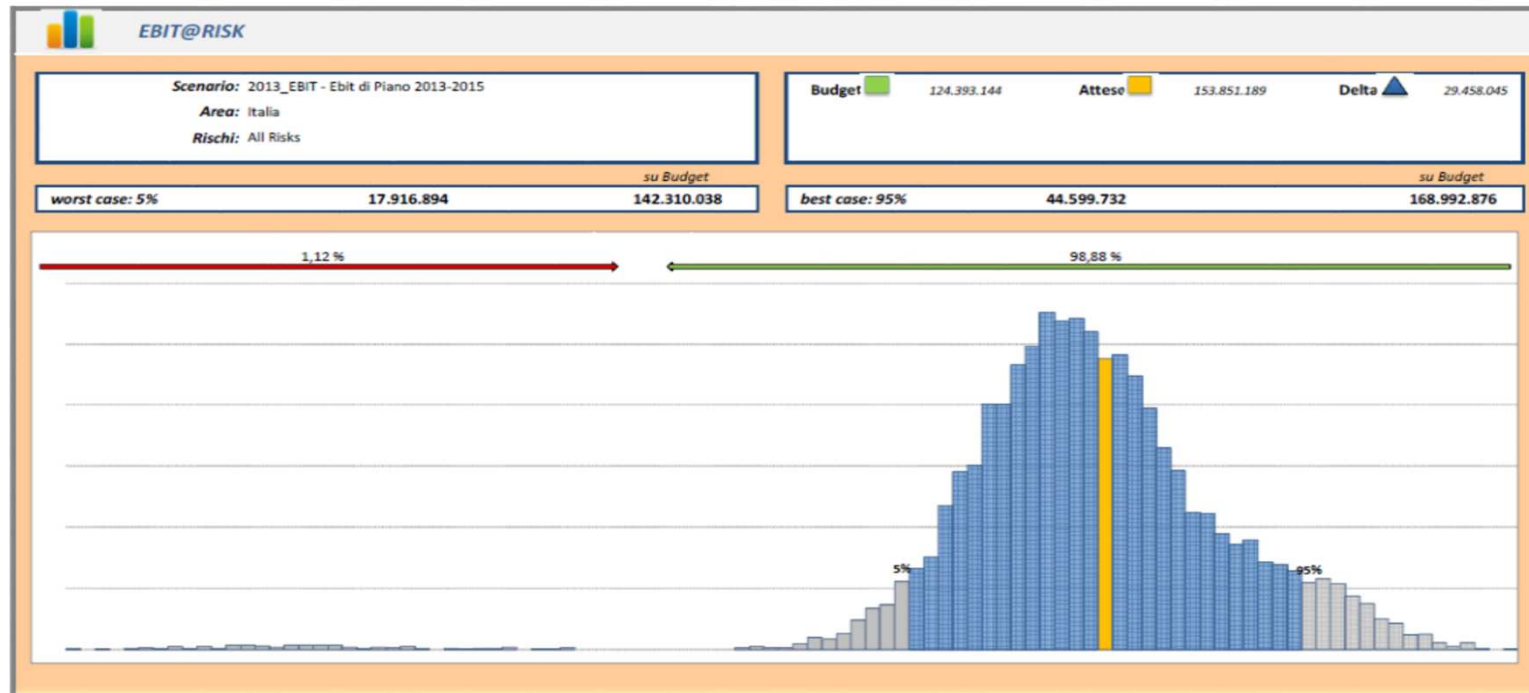 EBIT@RISK
Scenario: 2013_EBIT - Ebit di Piano 2013-2015
Area: Italia
Rischi: All Risks
Budget 124.393.144 Atteso 153.851.189 Delta 29.458.045
su Budget
worst case: 5% 17.916.894 142.310.038
su Budget
best case: 95% 44.599.732 168.992.876
1,12 %
98,88 %
5%
95%